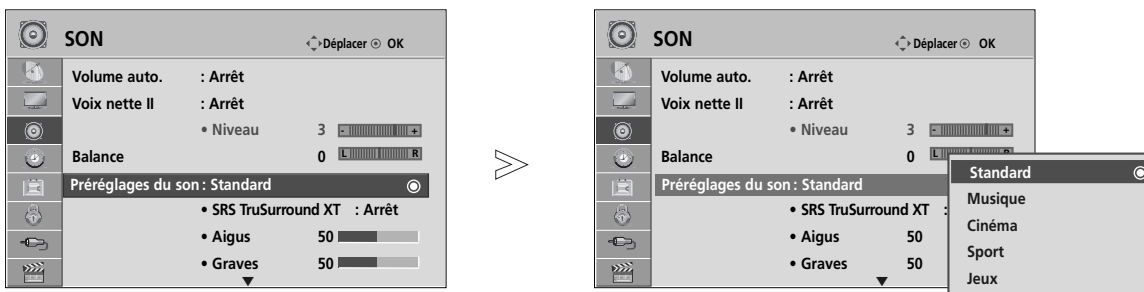 SON
Déplacer OK
Volume auto. : Arrêt
Voix nette II : Arrêt
• Niveau 3 - +
Balance 0 L R
Préréglages du son : Standard
• SRS TruSurround XT : Arrêt
• Aigus 50
• Graves 50
SON
Déplacer OK
Volume auto. : Arrêt
Voix nette II : Arrêt
• Niveau 3 - +
Balance 0 L R
Préréglages du son : Standard
• SRS TruSurround XT :
• Aigus 50
• Graves 50
Standard
Musique
Cinéma
Sport
Jeux